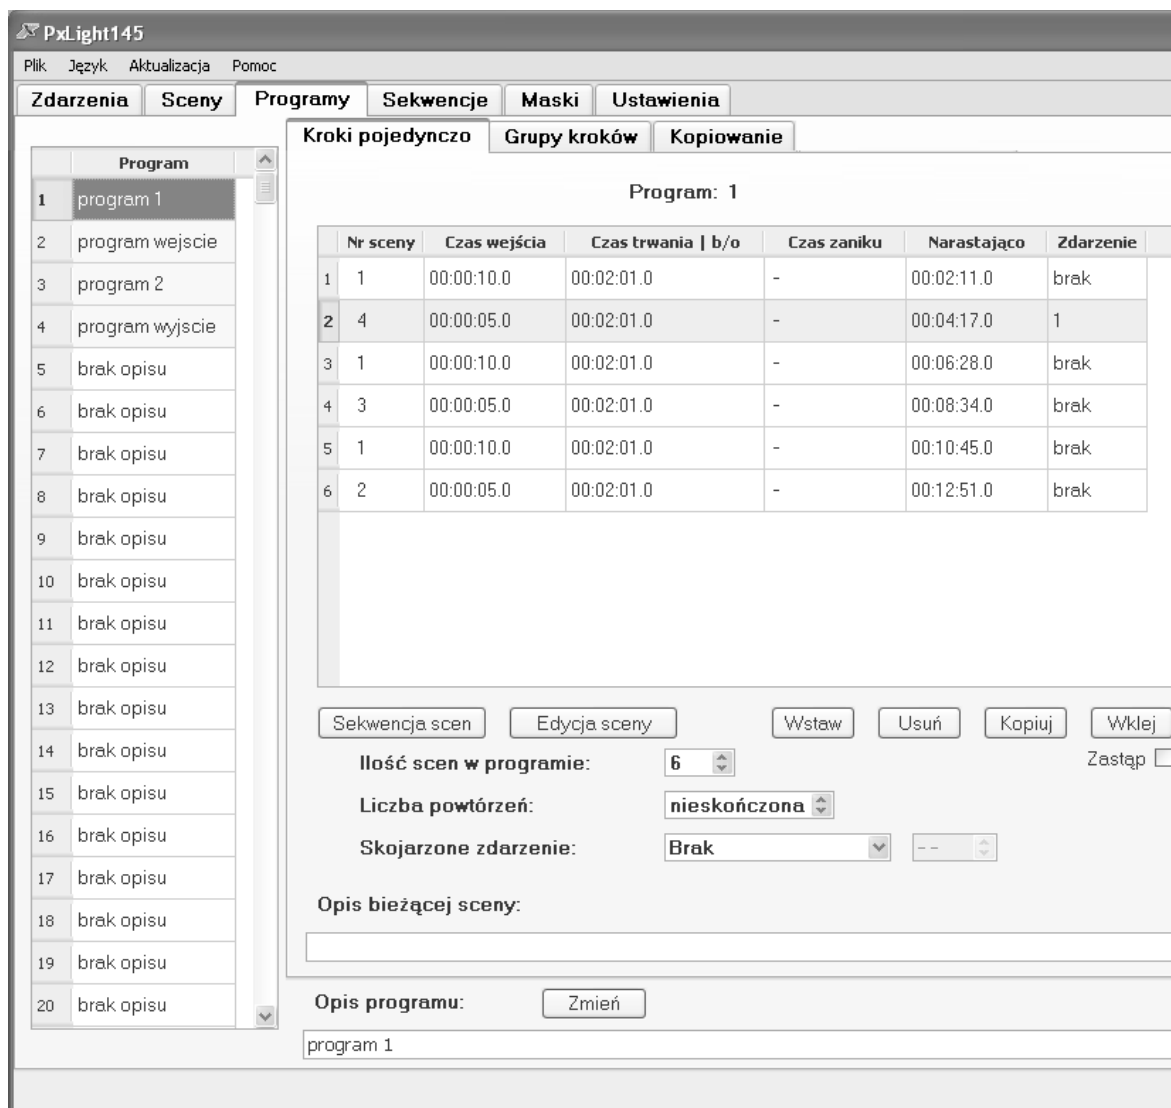 PxLight145
Plik Język Aktualizacja Pomoc
Zdarzenia Sceny Programy Sekwencje Maski Ustawienia
Kroki pojedynczo Grupy kroków Kopiowanie
Program
1 program 1
2 program wejscie
3 program 2
4 program wyjscie
5 brak opisu
6 brak opisu
7 brak opisu
8 brak opisu
9 brak opisu
10 brak opisu
11 brak opisu
12 brak opisu
13 brak opisu
14 brak opisu
15 brak opisu
16 brak opisu
17 brak opisu
18 brak opisu
19 brak opisu
20 brak opisu
Program: 1
Nr sceny Czas wejścia Czas trwania | b/o Czas zaniku Narastająco Zdarzenie
1 1 00:00:10.0 00:02:01.0 - 00:02:11.0 brak
2 4 00:00:05.0 00:02:01.0 - 00:04:17.0 1
3 1 00:00:10.0 00:02:01.0 - 00:06:28.0 brak
4 3 00:00:05.0 00:02:01.0 - 00:08:34.0 brak
5 1 00:00:10.0 00:02:01.0 - 00:10:45.0 brak
6 2 00:00:05.0 00:02:01.0 - 00:12:51.0 brak
Sekwencja scen Edycja sceny Wstaw Usuń Kopiuj Wklej
Ilość scen w programie: 6 Zastąp
Liczba powtórzeń: nieskończona
Skojarzone zdarzenie: Brak --
Opis bieżącej sceny:
Opis programu: Zmień
program 1